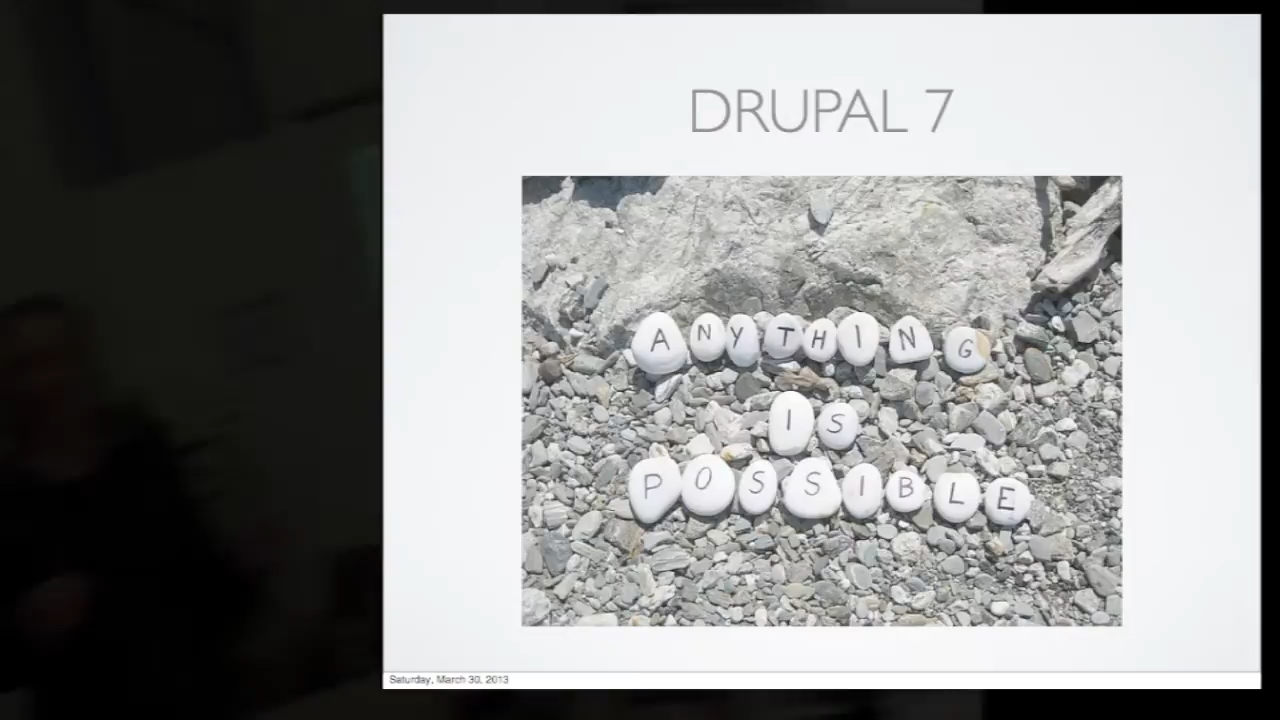 DRUPAL 7
ANYTHING
IS
POSSIBLE
Saturday, March 30, 2013